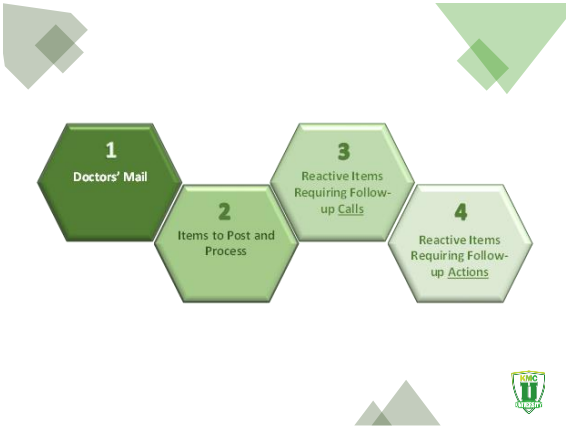 1
Doctors' Mail
2
Items to Post and
Process
3
Reactive Items
Requiring Follow-
up Calls
4
Reactive Items
Requiring Follow-
up Actions
KMC
U